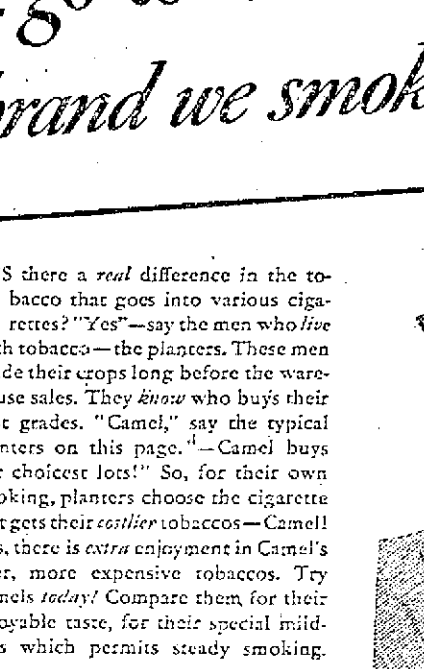 go
brand we smok
S there a real difference in the to-
bacco that goes into various ciga-
rettes? "Yes"—say the men who live
th tobacco—the planters. These men
de their crops long before the ware-
use sales. They know who buys their
t grades. "Camel," say the typical
nters on this page. "—Camel buys
r choicest lots!" So, for their own
oking, planters choose the cigarette
t gets their costlier tobaccos—Camel!
s, there is extra enjoyment in Camel's
er, more expensive tobaccos. Try
mels today! Compare them for their
oyable taste, for their special mild-
s which permits steady smoking.